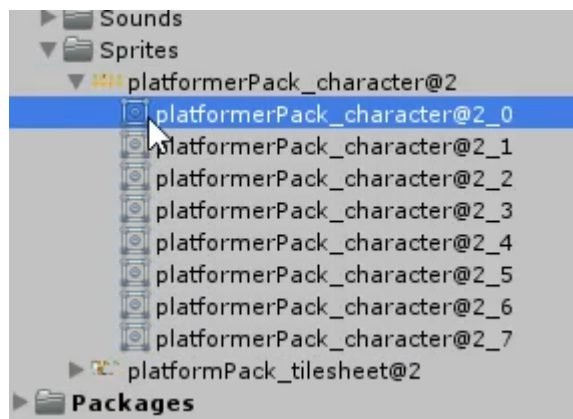 Sounds
Sprites
platformerPack_character@2
platformerPack_character@2_0
platformerPack_character@2_1
platformerPack_character@2_2
platformerPack_character@2_3
platformerPack_character@2_4
platformerPack_character@2_5
platformerPack_character@2_6
platformerPack_character@2_7
platformPack_tilesheet@2
Packages